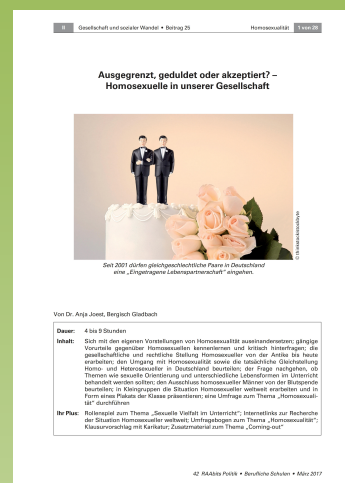 II Gesellschaft und sozialer Wandel • Beitrag 25 Homosexualität 1 von 28
Ausgegrenzt, geduldet oder akzeptiert? –
Homosexuelle in unserer Gesellschaft
© thinkstock/stockbyte
Seit 2001 dürfen gleichgeschlechtliche Paare in Deutschland
eine „Eingetragene Lebenspartnerschaft“ eingehen.
Von Dr. Anja Joest, Bergisch Gladbach
Dauer: 4 bis 9 Stunden
Inhalt: Sich mit den eigenen Vorstellungen von Homosexualität auseinandersetzen; gängige
Vorurteile gegenüber Homosexuellen kennenlernen und kritisch hinterfragen; die
gesellschaftliche und rechtliche Stellung Homosexueller von der Antike bis heute
erarbeiten; den Umgang mit Homosexualität sowie die tatsächliche Gleichstellung
Homo- und Heterosexueller in Deutschland beurteilen; der Frage nachgehen, ob
Themen wie sexuelle Orientierung und unterschiedliche Lebensformen im Unterricht
behandelt werden sollten; den Ausschluss homosexueller Männer von der Blutspende
beurteilen; in Kleingruppen die Situation Homosexueller weltweit erarbeiten und in
Form eines Plakats der Klasse präsentieren; eine Umfrage zum Thema „Homosexuali-
tät“ durchführen
Ihr Plus: Rollenspiel zum Thema „Sexuelle Vielfalt im Unterricht“; Internetlinks zur Recherche
der Situation Homosexueller weltweit; Umfragebogen zum Thema „Homosexualität“;
Klausurvorschlag mit Karikatur; Zusatzmaterial zum Thema „Coming-out“
42 RAAbits Politik • Berufliche Schulen • März 2017